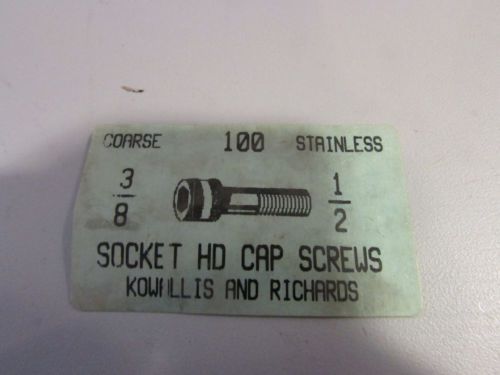 COARSE 100 STAINLESS
3/8 1/2
SOCKET HD CAP SCREWS
KOWALLIS AND RICHARDS